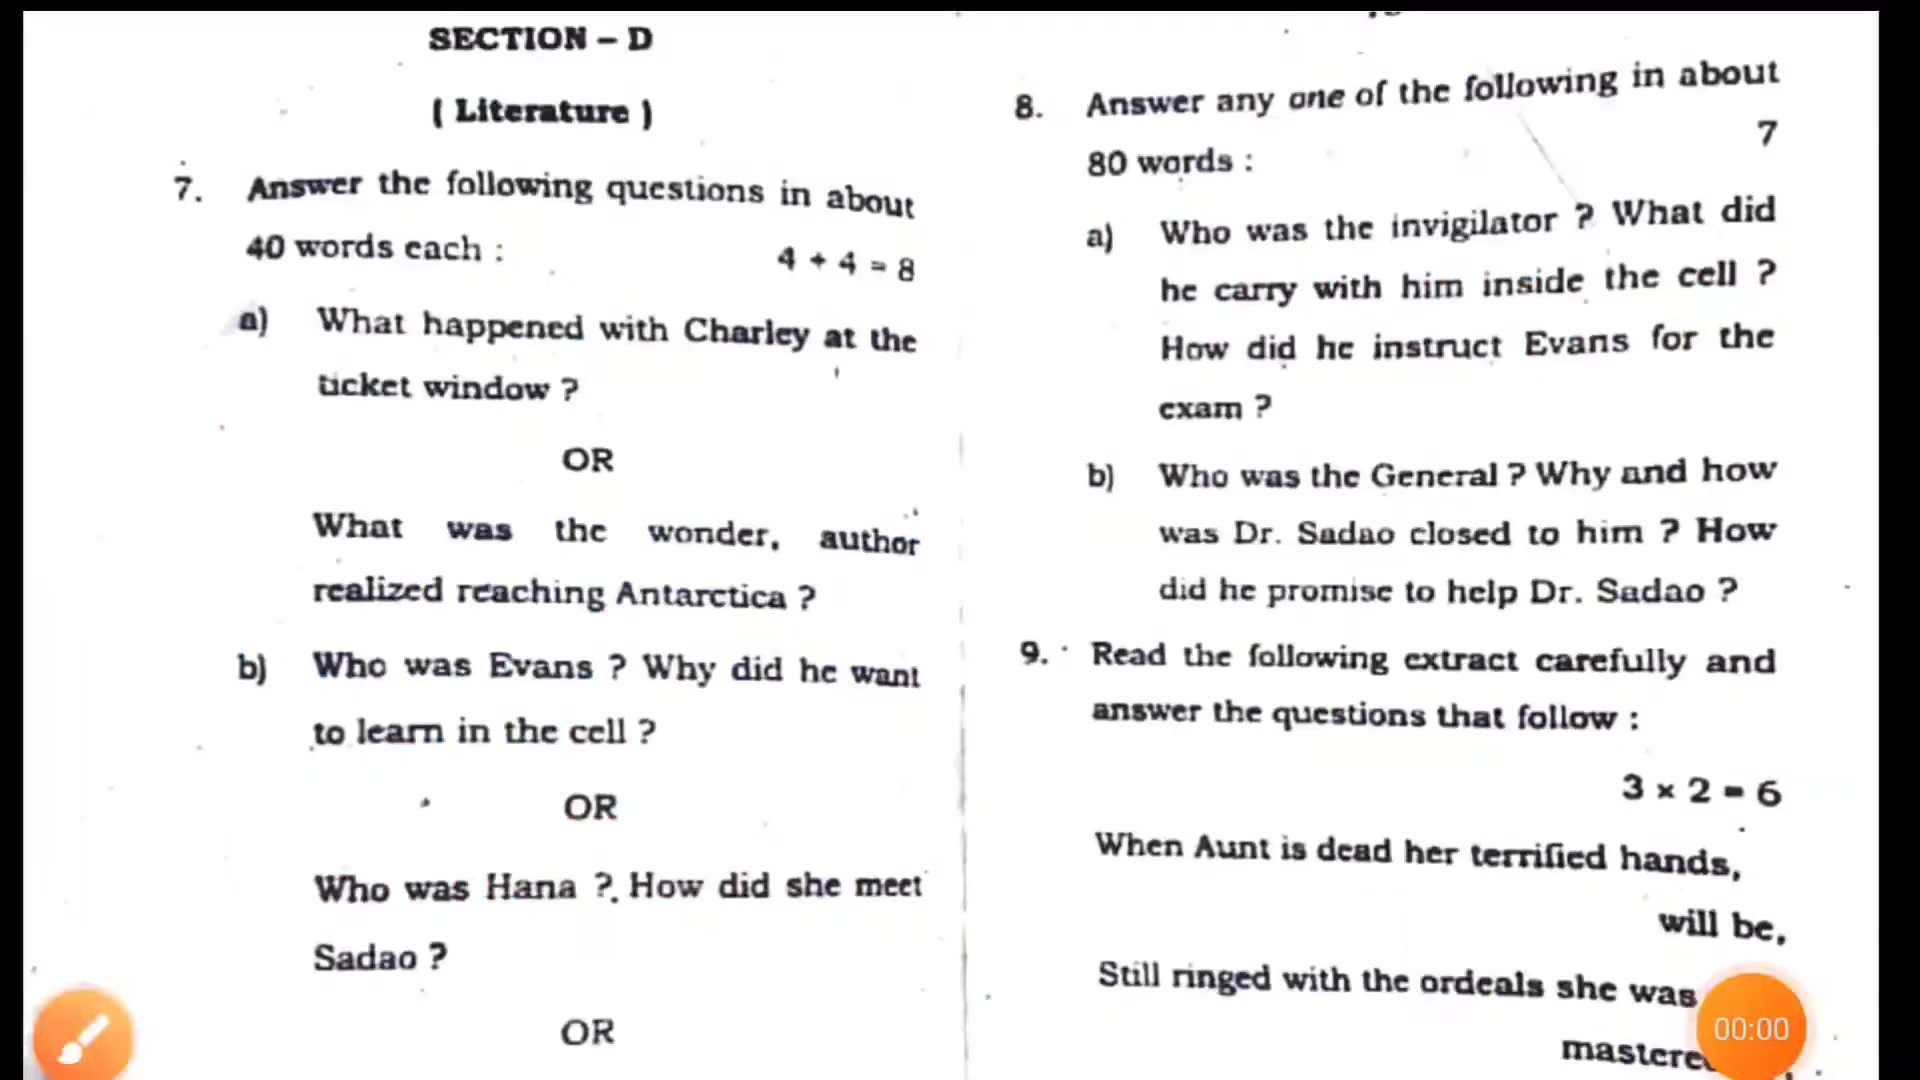 SECTION – D
( Literature )
7. Answer the following questions in about
40 words each : 4 + 4 = 8
a) What happened with Charley at the
ticket window ?
OR
What was the wonder, author
realized reaching Antarctica ?
b) Who was Evans ? Why did he want
to learn in the cell ?
OR
Who was Hana ? How did she meet
Sadao ?
OR
8. Answer any one of the following in about
80 words : 7
a) Who was the invigilator ? What did
he carry with him inside the cell ?
How did he instruct Evans for the
exam ?
b) Who was the General ? Why and how
was Dr. Sadao closed to him ? How
did he promise to help Dr. Sadao ?
9. Read the following extract carefully and
answer the questions that follow :
3 × 2 = 6
When Aunt is dead her terrified hands,
will be,
Still ringed with the ordeals she was
00:00